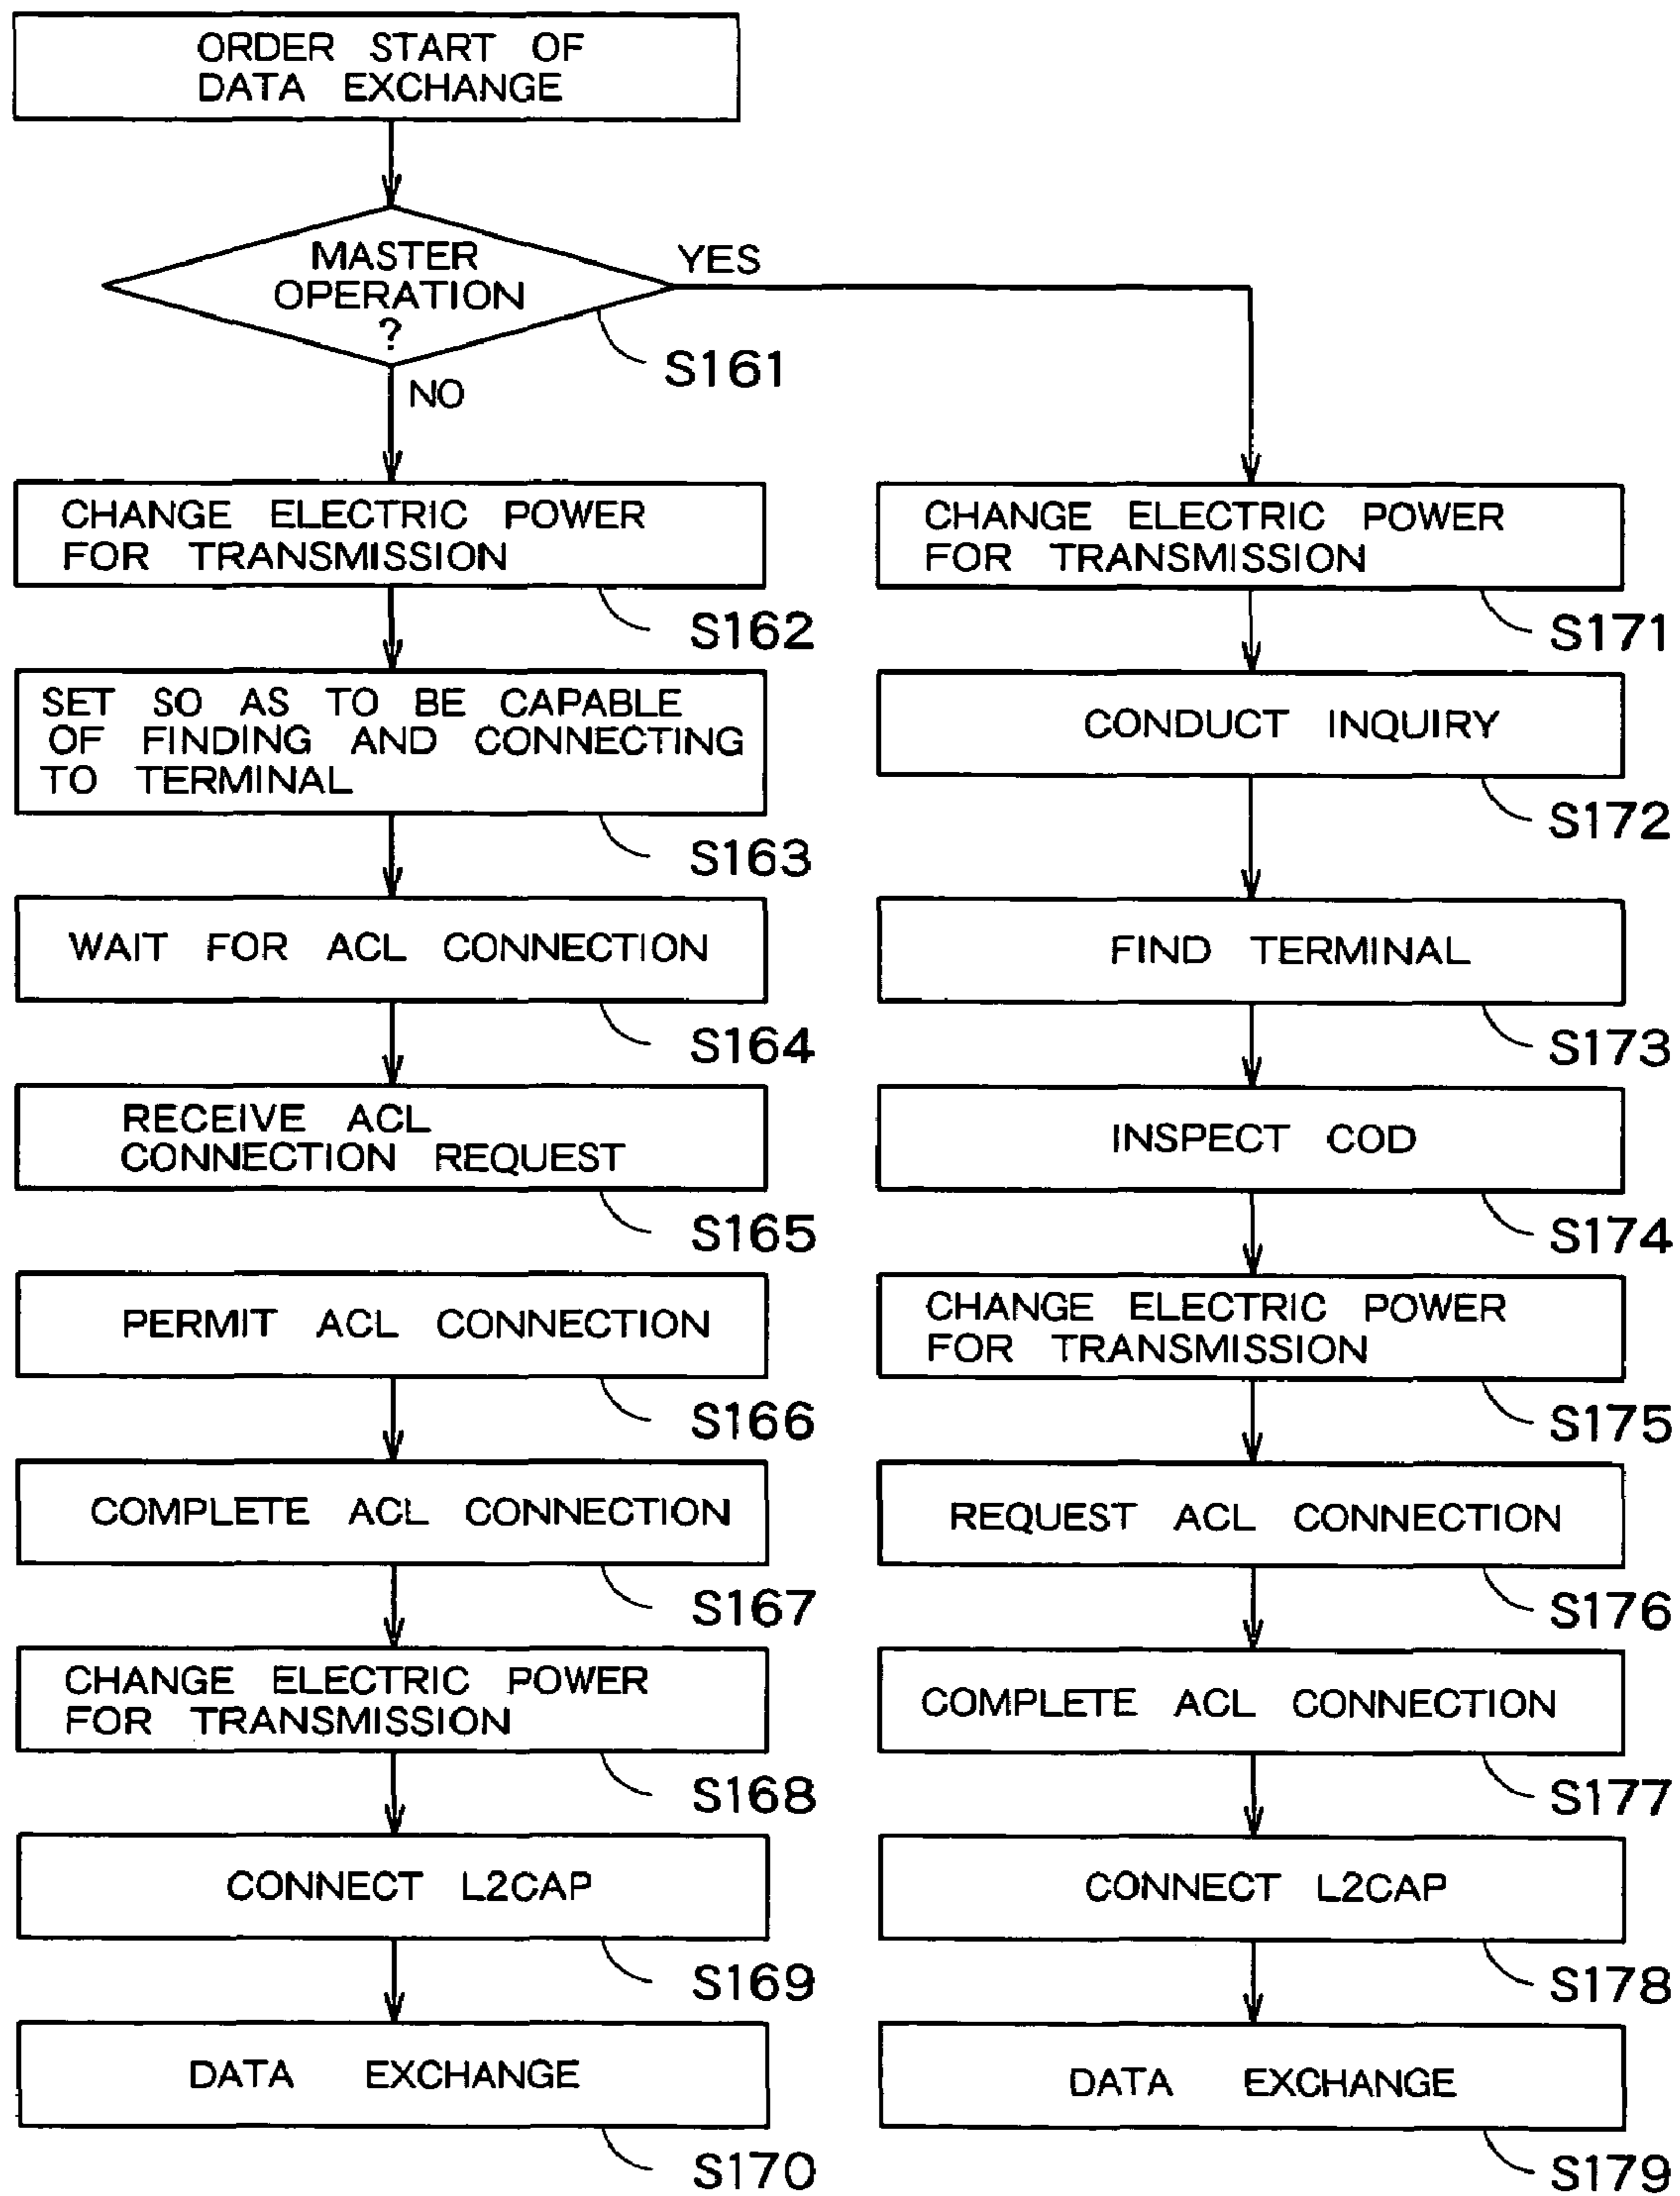 ORDER START OF
DATA EXCHANGE
MASTER
OPERATION
?
YES
S161
NO
CHANGE ELECTRIC POWER
FOR TRANSMISSION
S162
SET SO AS TO BE CAPABLE
OF FINDING AND CONNECTING
TO TERMINAL
S163
WAIT FOR ACL CONNECTION
S164
RECEIVE ACL
CONNECTION REQUEST
S165
PERMIT ACL CONNECTION
S166
COMPLETE ACL CONNECTION
S167
CHANGE ELECTRIC POWER
FOR TRANSMISSION
S168
CONNECT L2CAP
S169
DATA EXCHANGE
S170
CHANGE ELECTRIC POWER
FOR TRANSMISSION
S171
CONDUCT INQUIRY
S172
FIND TERMINAL
S173
INSPECT COD
S174
CHANGE ELECTRIC POWER
FOR TRANSMISSION
S175
REQUEST ACL CONNECTION
S176
COMPLETE ACL CONNECTION
S177
CONNECT L2CAP
S178
DATA EXCHANGE
S179